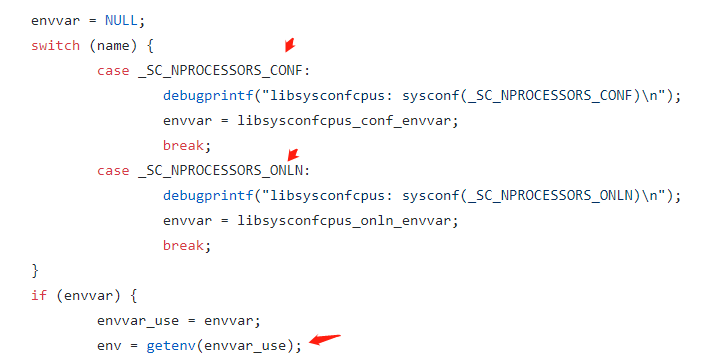 envvar = NULL;
switch (name) {
case _SC_NPROCESSORS_CONF:
debugprintf("libsysconfcpus: sysconf(_SC_NPROCESSORS_CONF)\n");
envvar = libsysconfcpus_conf_envvar;
break;
case _SC_NPROCESSORS_ONLN:
debugprintf("libsysconfcpus: sysconf(_SC_NPROCESSORS_ONLN)\n");
envvar = libsysconfcpus_onln_envvar;
break;
}
if (envvar) {
envvar_use = envvar;
env = getenv(envvar_use);